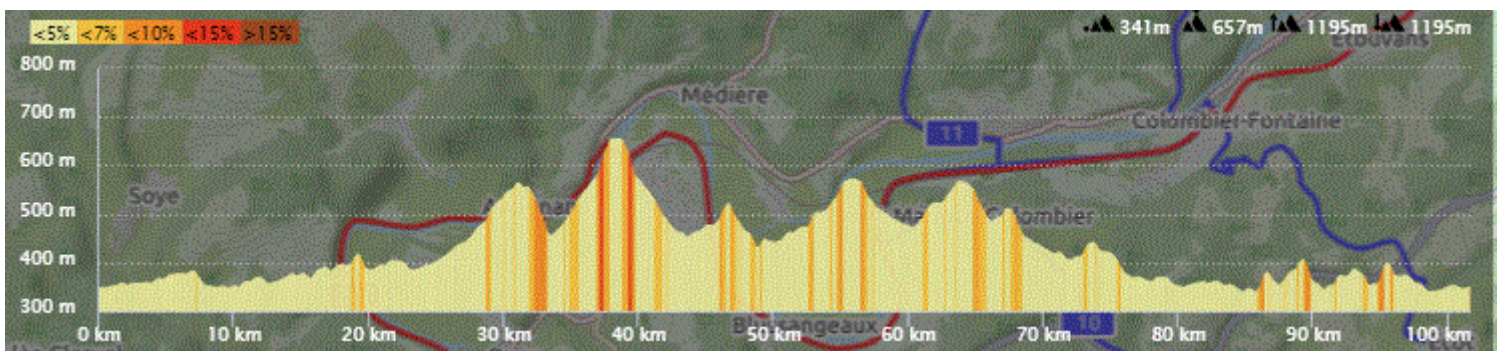 <5% <7% <10% <15% >15%
341m 657m 1195m 1195m
Etouvans
800 m
Médière
700 m
Colombier-Fontaine
11
600 m
Soye
500 m
400 m
300 m
0 km 10 km 20 km 30 km 40 km 50 km 60 km 70 km 80 km 90 km 100 km
10